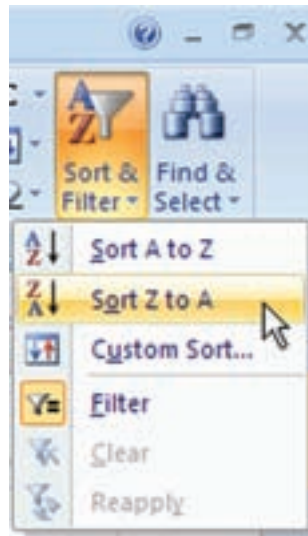 Sort & Filter
Find & Select
Sort A to Z
Sort Z to A
Custom Sort...
Filter
Clear
Reapply